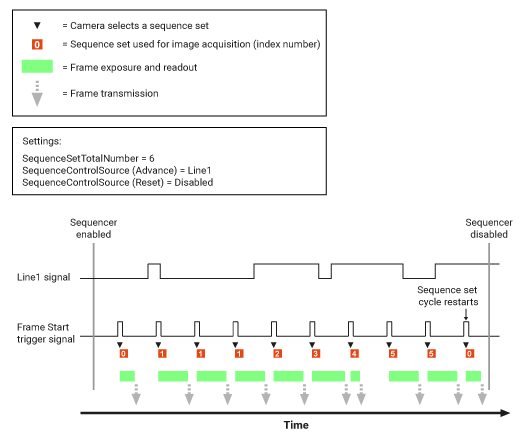 = Camera selects a sequence set
0 = Sequence set used for image acquisition (index number)
= Frame exposure and readout
= Frame transmission
Settings:
SequenceSetTotalNumber = 6
SequenceControlSource (Advance) = Line1
SequenceControlSource (Reset) = Disabled
Sequencer enabled
Sequencer disabled
Line1 signal
Sequence set cycle restarts
Frame Start trigger signal
0 1 1 1 2 3 4 5 5 0
Time